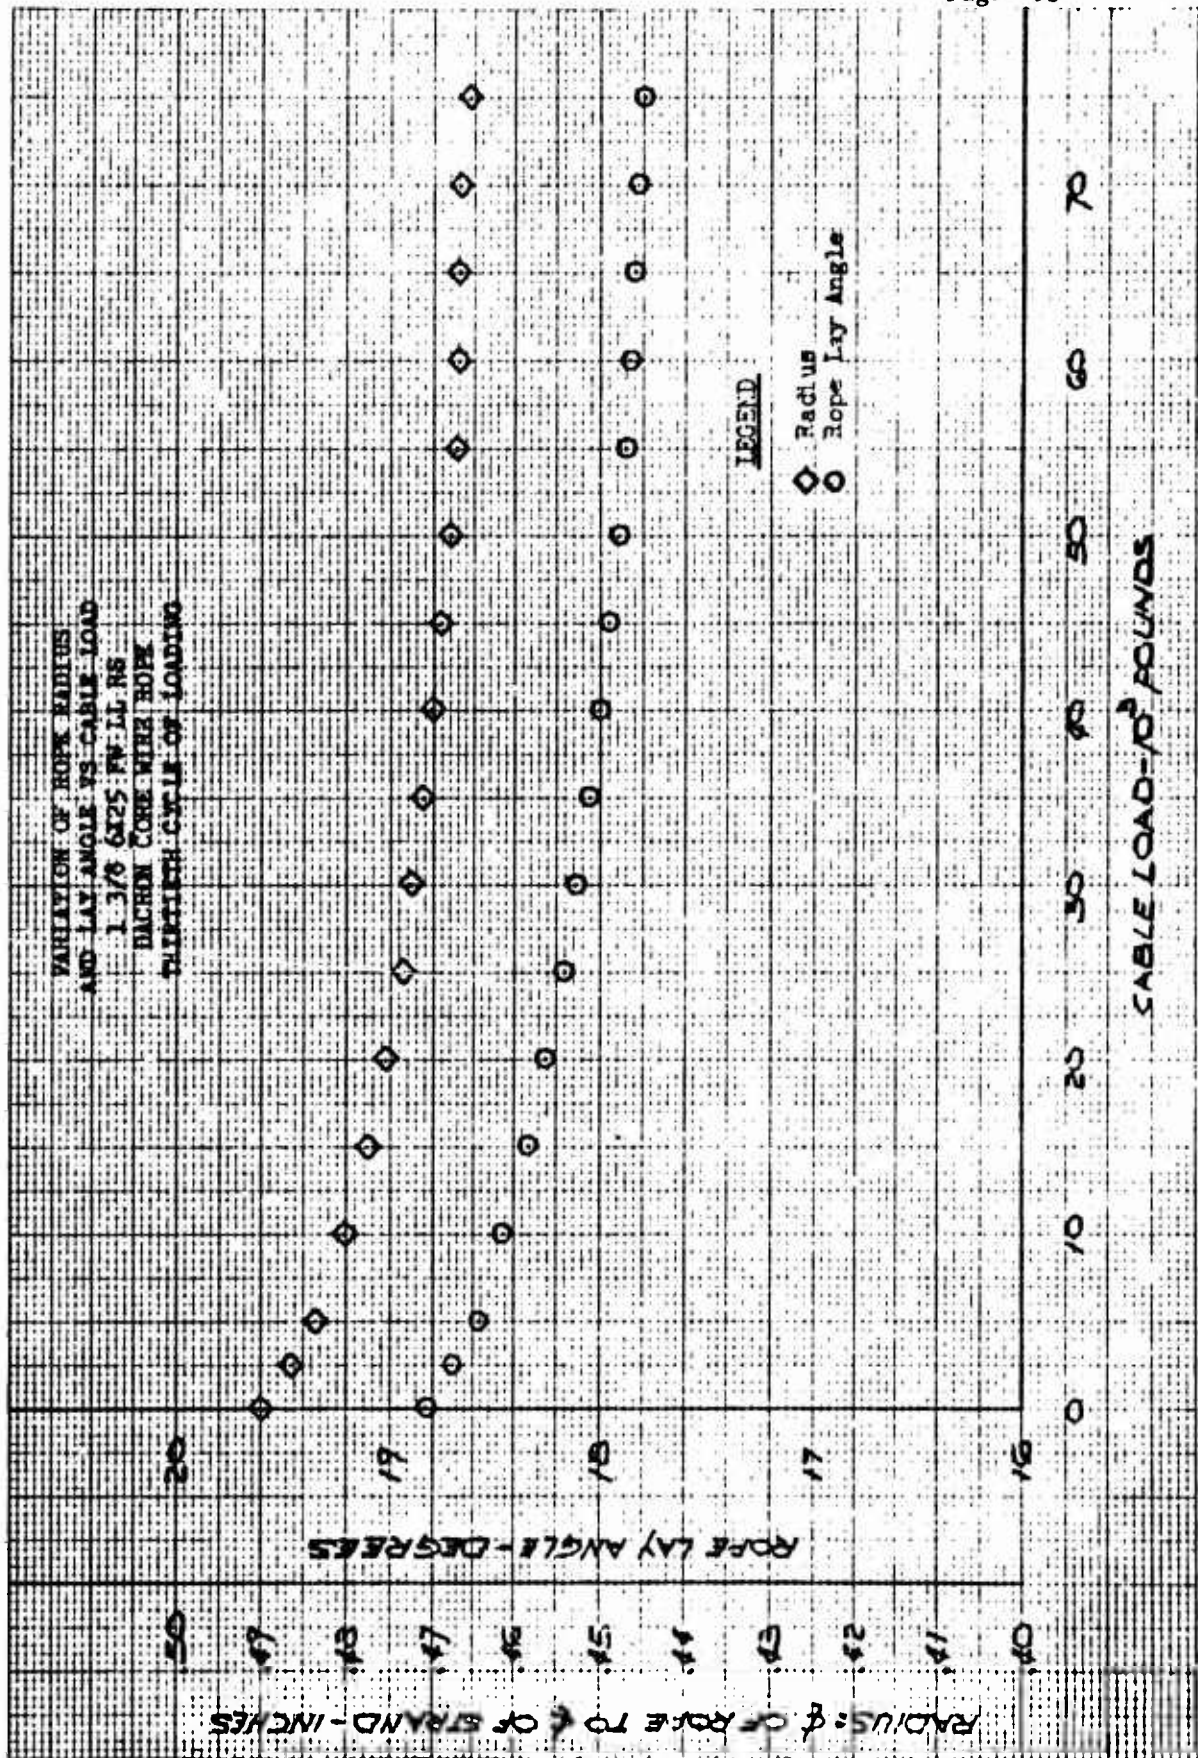 VARIATION OF ROPE RADIUS
AND LAY ANGLE VS CABLE LOAD
1 3/8 6X25 FW LL RS
DACRON CORE WIRE ROPE
THIRTIETH CYCLE OF LOADING
LEGEND
◇ Radius
○ Rope Lay Angle
RADIUS: ℄ OF ROPE TO ℄ OF STRAND - INCHES
.50
.49
.48
.47
.46
.45
.44
.43
.42
.41
.40
ROPE LAY ANGLE - DEGREES
20
19
18
17
16
0
10
20
30
40
50
60
70
CABLE LOAD - 10³ POUNDS